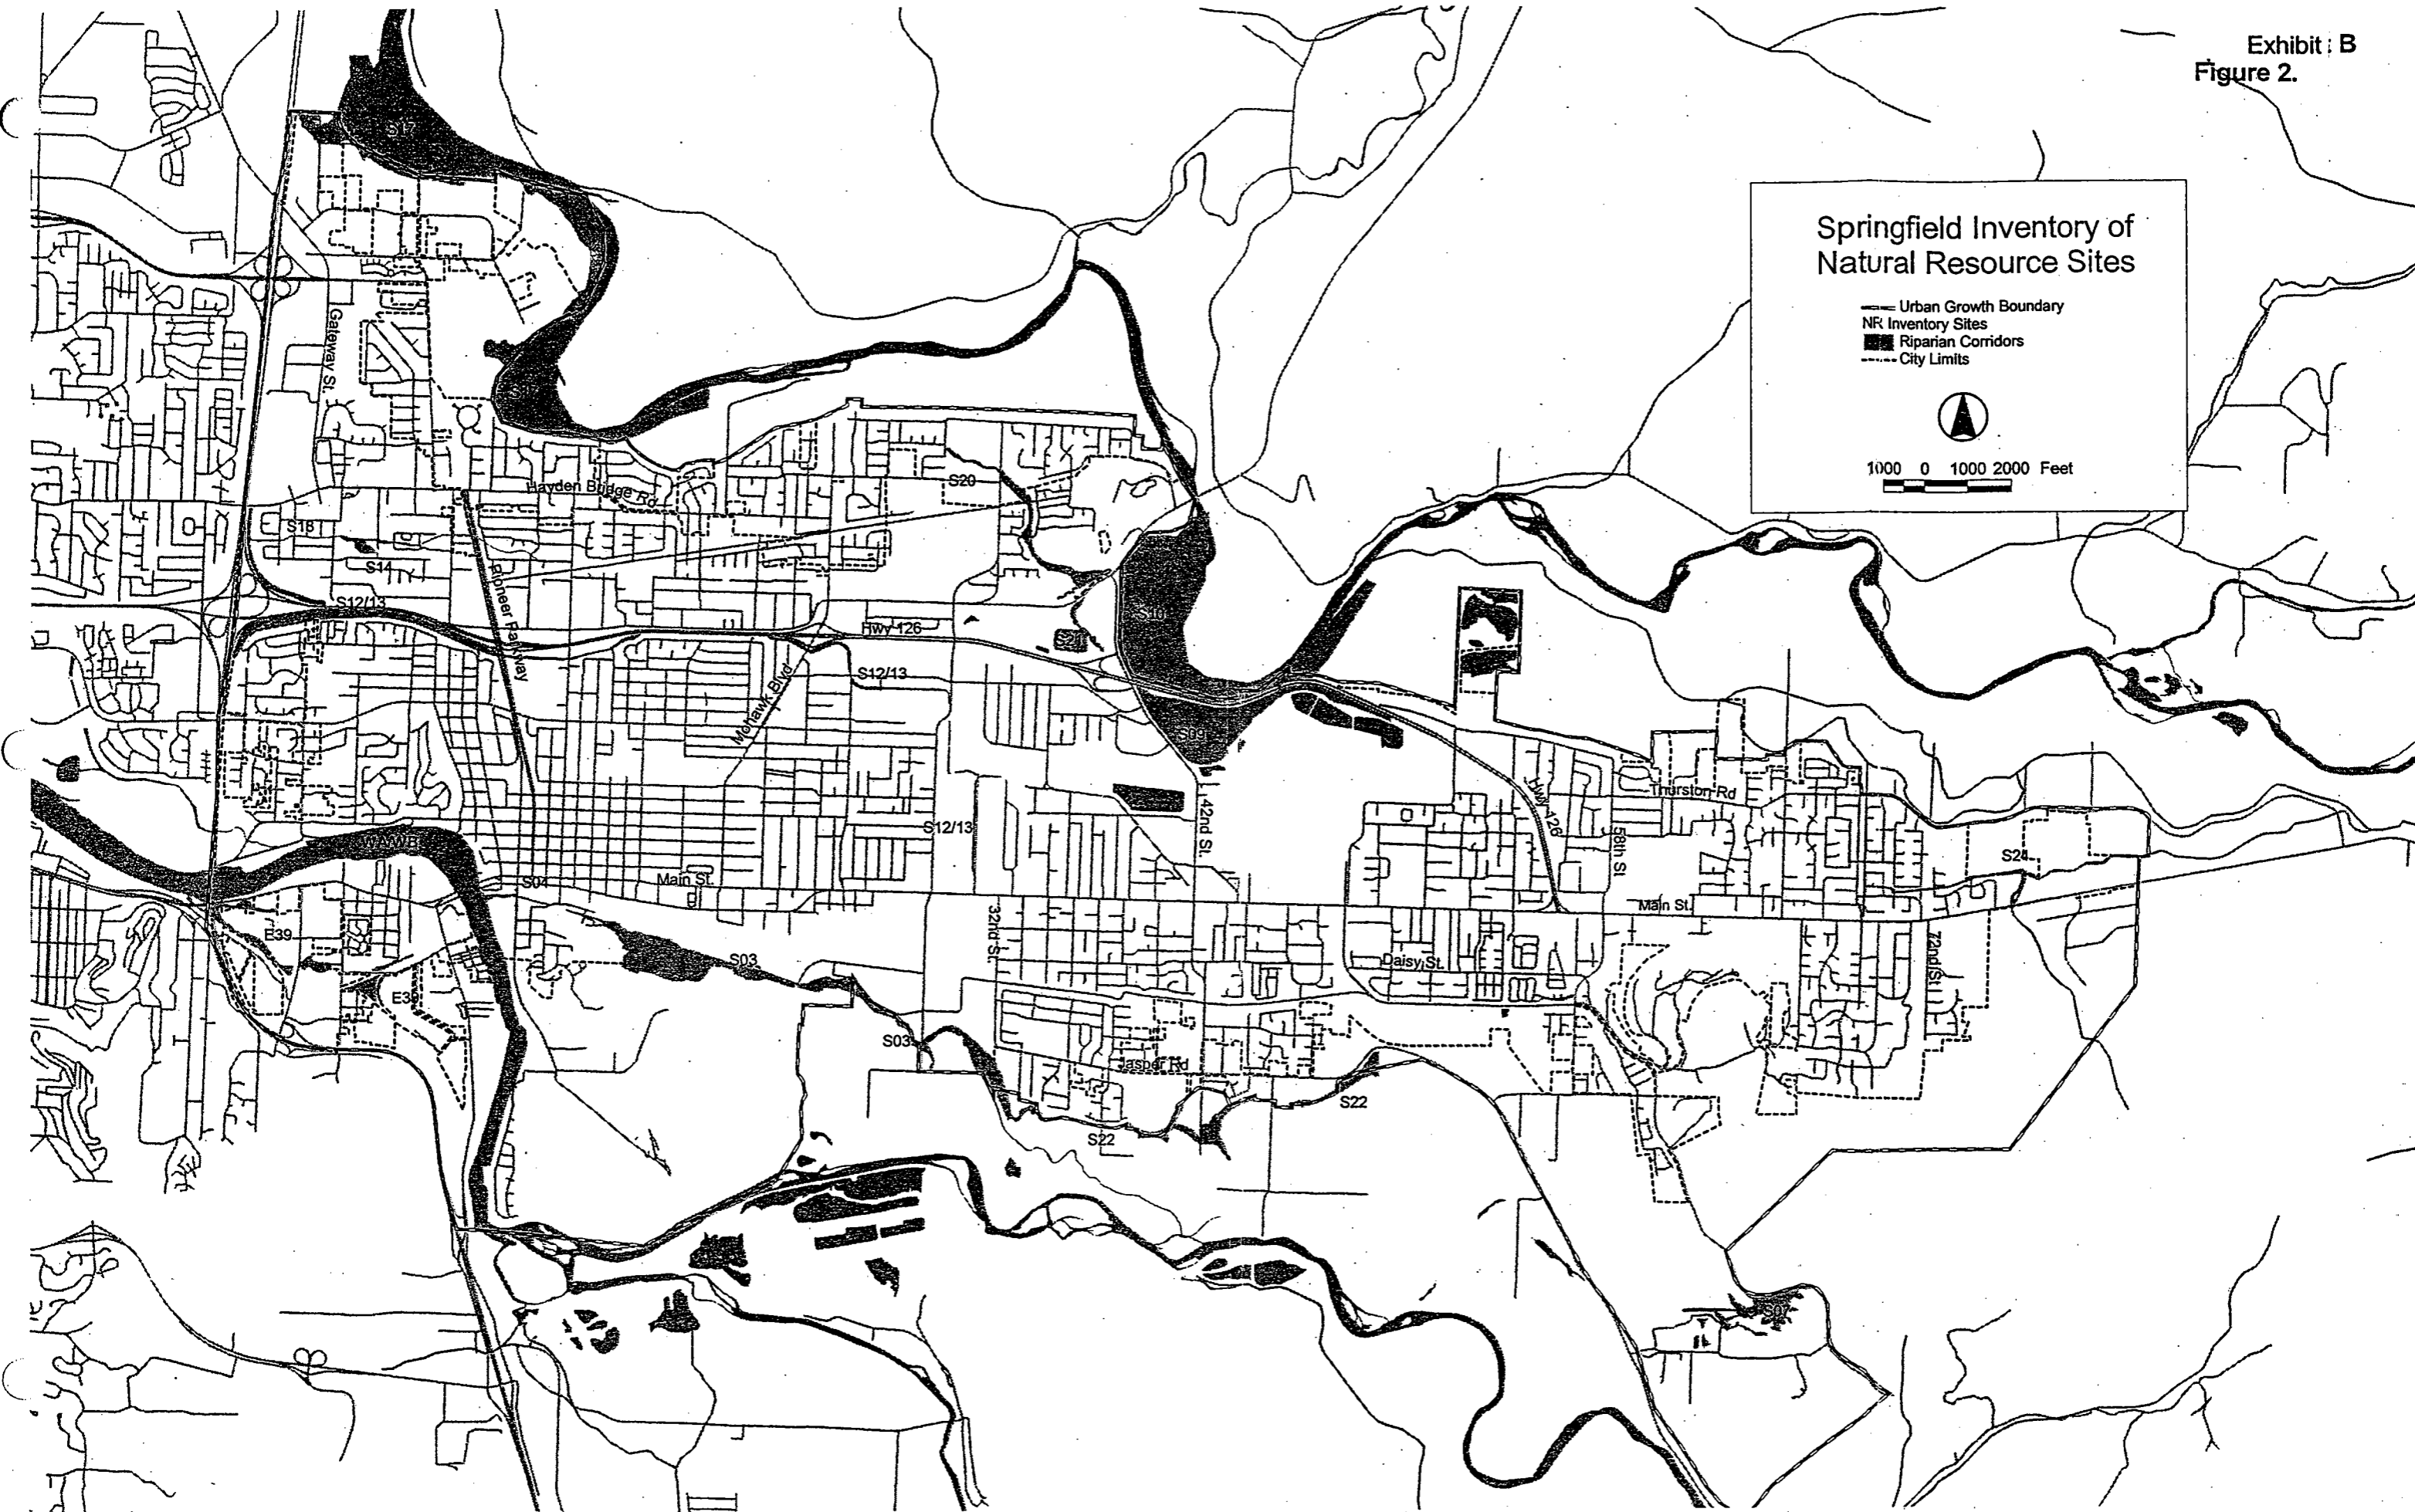 Exhibit: B
Figure 2.
Springfield Inventory of
Natural Resource Sites
Urban Growth Boundary
NR Inventory Sites
Riparian Corridors
City Limits
1000 0 1000 2000 Feet
S17
Gateway St.
Hayden Bridge Rd
S20
S18
S14
Pioneer Parkway
S12/13
Hwy 126
S21
S12/13
Mohawk Blvd
S09
42nd St.
Hwy 126
Thurston Rd
58th St
S12/13
S24
S04
Main St.
Main St.
32nd St.
E39
S03
Daisy St.
72nd St
E39
S03
Jasper Rd
S22
S22
S07